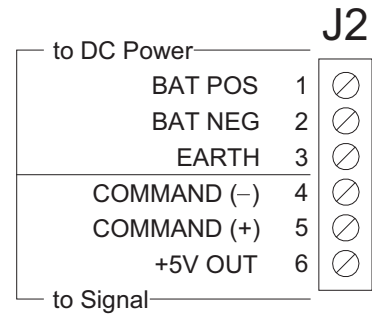 J2
to DC Power
BAT POS 1
BAT NEG 2
EARTH 3
COMMAND (−) 4
COMMAND (+) 5
+5V OUT 6
to Signal